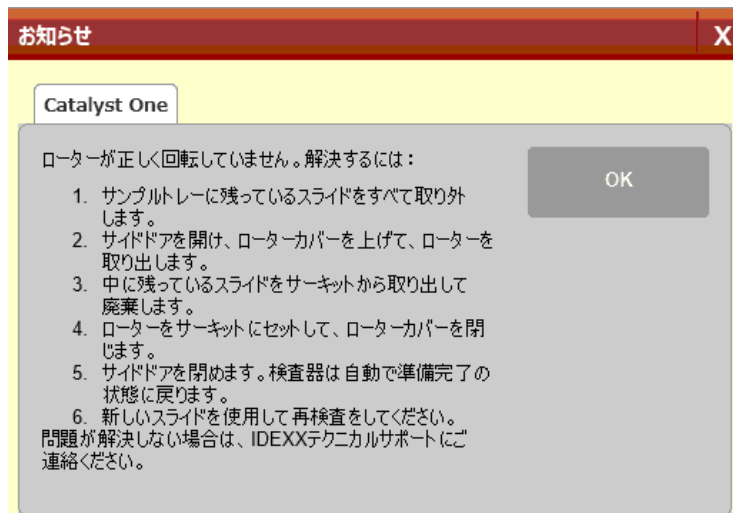 お知らせ
X
Catalyst One
ローターが正しく回転していません。解決するには：
OK
1. サンプルトレーに残っているスライドをすべて取り外
します。
2. サイドドアを開け、ローターカバーを上げて、ローターを
取り出します。
3. 中に残っているスライドをサーキットから取り出して
廃棄します。
4. ローターをサーキットにセットして、ローターカバーを閉
じます。
5. サイドドアを閉めます。検査器は自動で準備完了の
状態に戻ります。
6. 新しいスライドを使用して再検査をしてください。
問題が解決しない場合は、IDEXXテクニカルサポートにご
連絡ください。